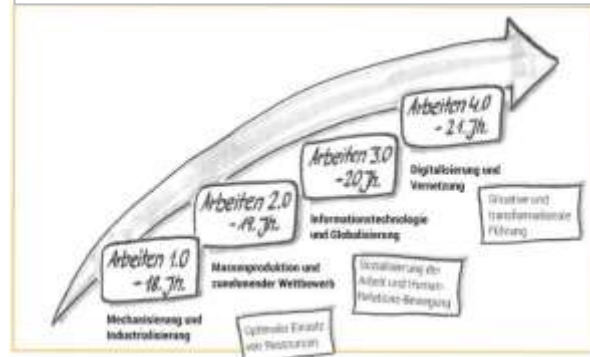 Arbeiten 1.0
- 18. Jh.
Mechanisierung und
Industrialisierung
Optimaler Einsatz
von Ressourcen
Arbeiten 2.0
- 19. Jh.
Massenproduktion und
zunehmender Wettbewerb
Sozialisierung der
Arbeit und Human-
Relations-Bewegung
Arbeiten 3.0
- 20 Jh.
Informationstechnologie
und Globalisierung
Situative und
transformationale
Führung
Arbeiten 4.0
- 21. Jh.
Digitalisierung und
Vernetzung